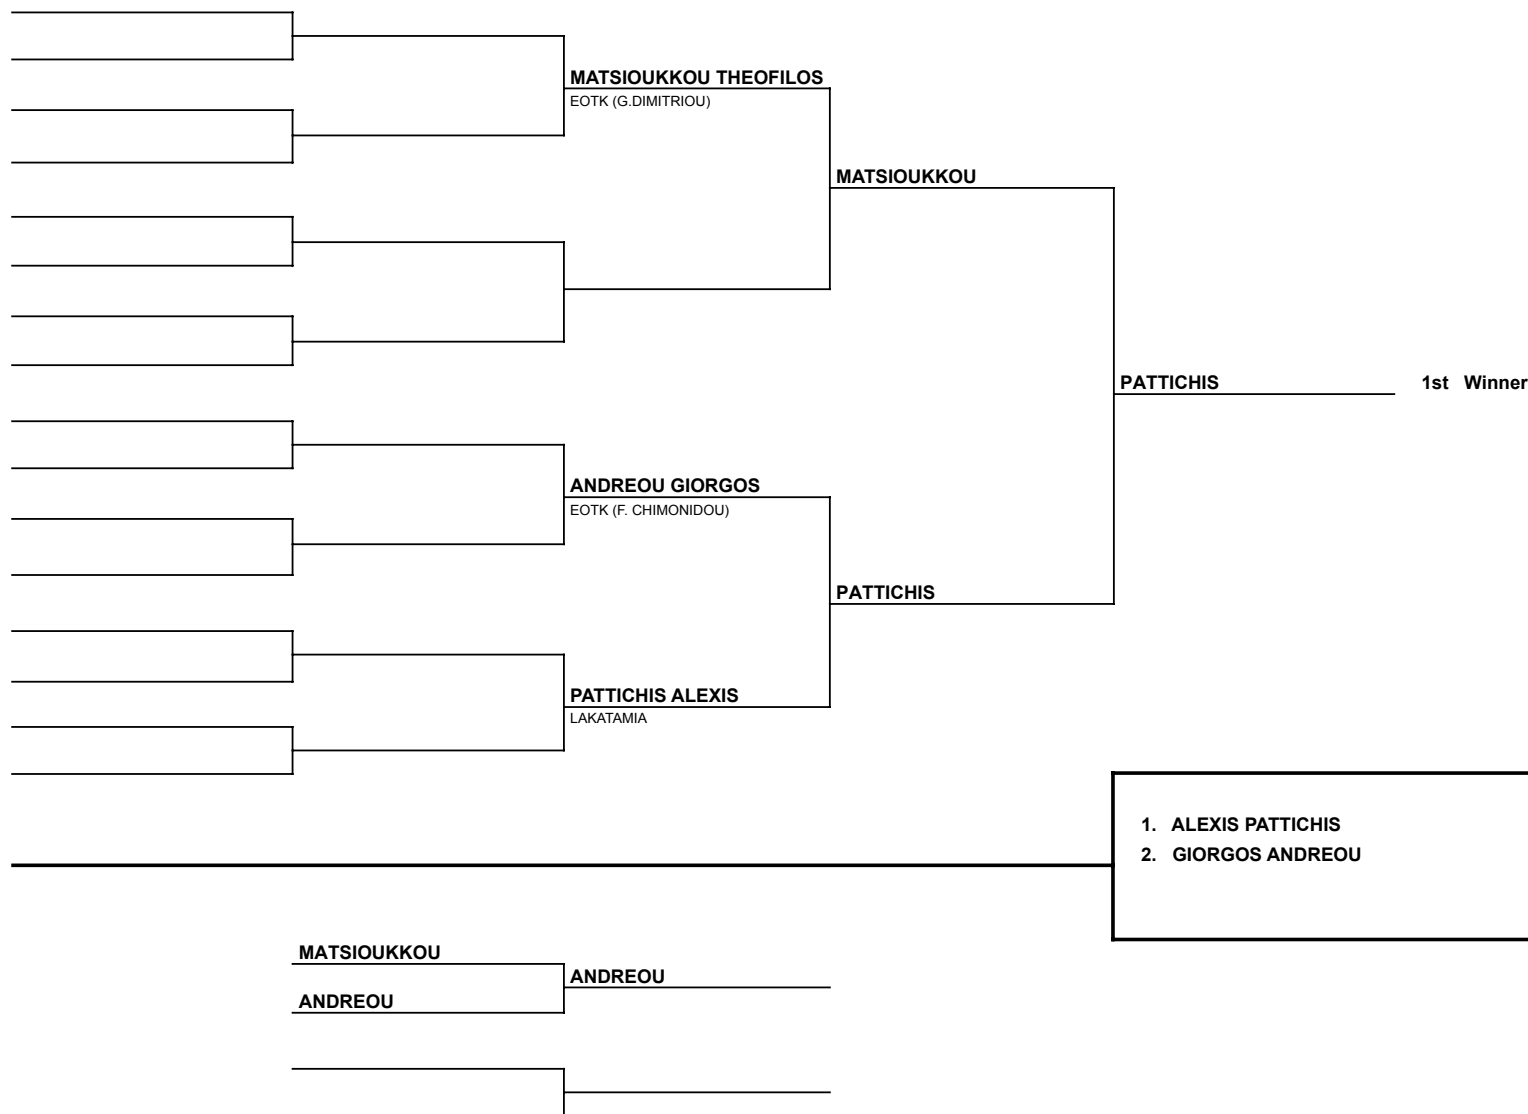 MATSIOUKKOU THEOFILOS
EOTK (G.DIMITRIOU)
MATSIOUKKOU
PATTICHIS
1st Winner
ANDREOU GIORGOS
EOTK (F. CHIMONIDOU)
PATTICHIS
PATTICHIS ALEXIS
LAKATAMIA
1. ALEXIS PATTICHIS
2. GIORGOS ANDREOU
MATSIOUKKOU
ANDREOU
ANDREOU